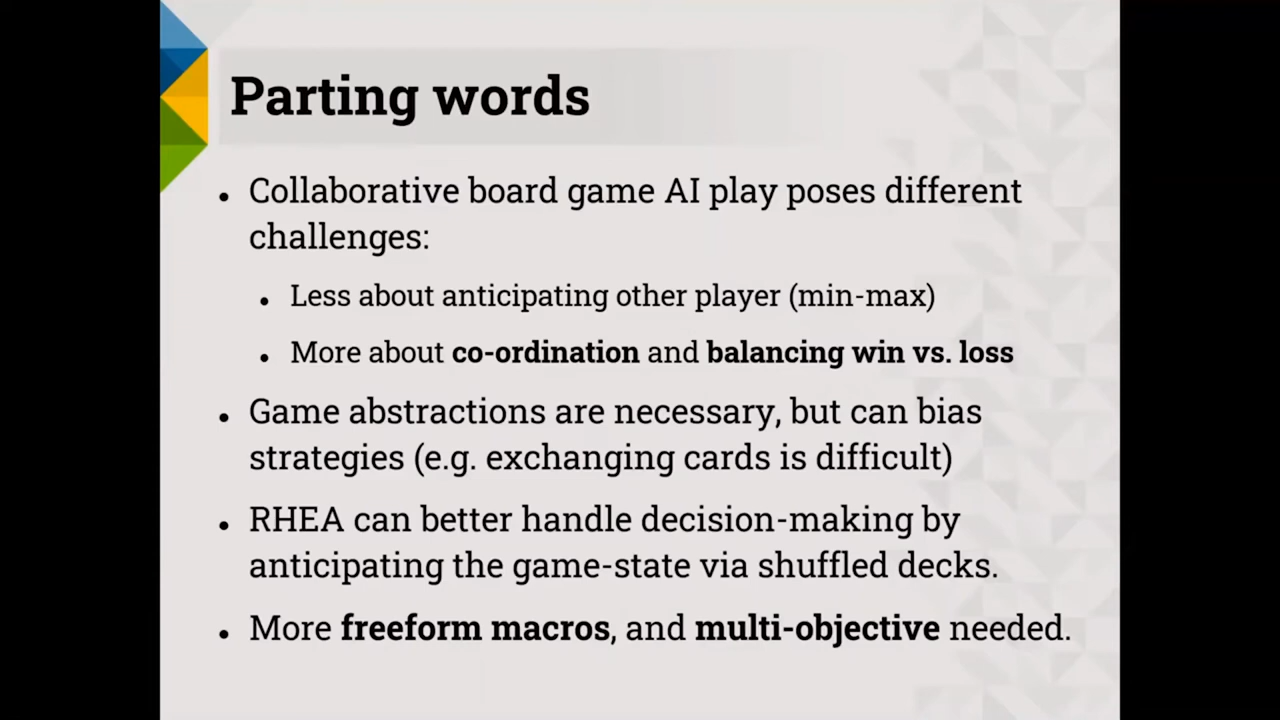 Parting words
Collaborative board game AI play poses different
challenges:
Less about anticipating other player (min-max)
More about co-ordination and balancing win vs. loss
Game abstractions are necessary, but can bias
strategies (e.g. exchanging cards is difficult)
RHEA can better handle decision-making by
anticipating the game-state via shuffled decks.
More freeform macros, and multi-objective needed.